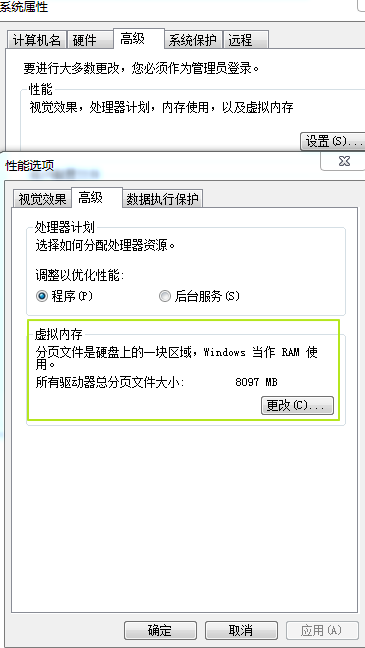 系统属性
计算机名 硬件 高级 系统保护 远程
要进行大多数更改，您必须作为管理员登录。
性能
视觉效果，处理器计划，内存使用，以及虚拟内存
设置(S)...
性能选项
视觉效果 高级 数据执行保护
处理器计划
选择如何分配处理器资源。
调整以优化性能:
程序(P) 后台服务(S)
虚拟内存
分页文件是硬盘上的一块区域，Windows 当作 RAM 使
用。
所有驱动器总分页文件大小: 8097 MB
更改(C)...
确定 取消 应用(A)